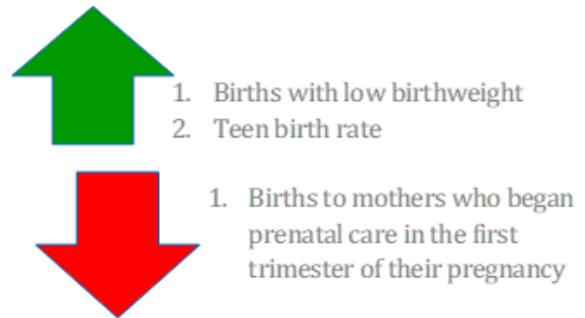 1. Births with low birthweight
2. Teen birth rate
1. Births to mothers who began
prenatal care in the first
trimester of their pregnancy